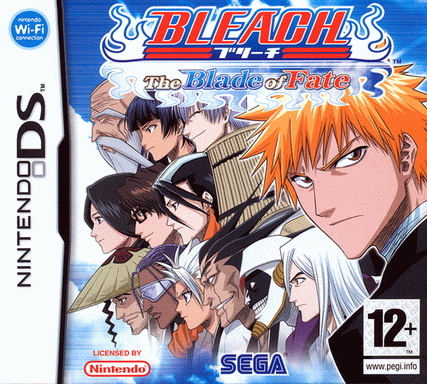 Nintendo
Wi-Fi
connection
BLEACH
ブリーチ
TM
The Blade of Fate
NINTENDO DS™
LICENSED BY
Nintendo
SEGA
12+
www.pegi.info